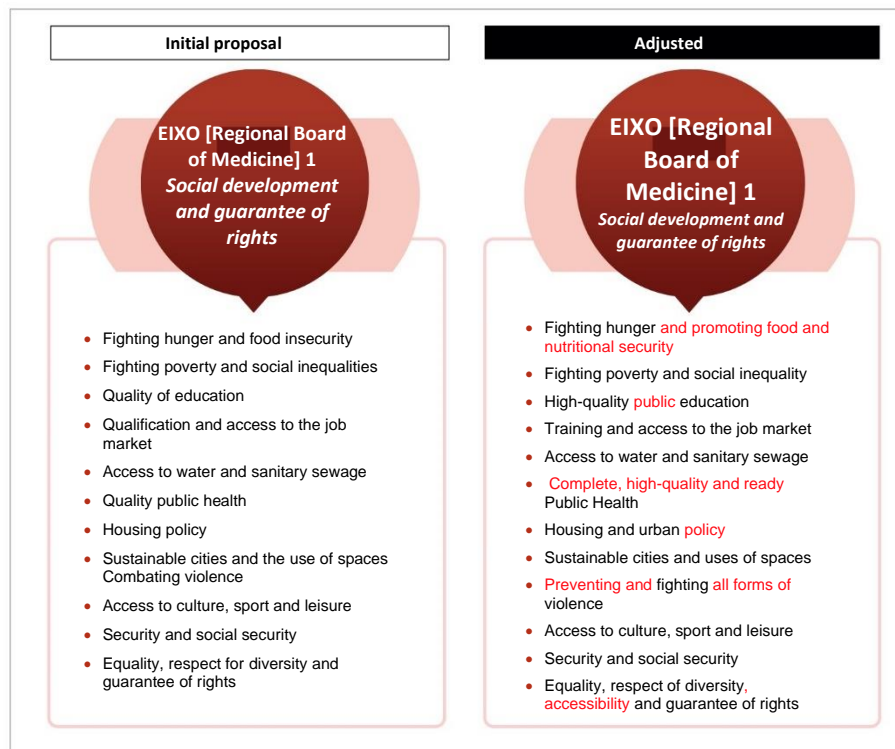 Initial proposal
EIXO [Regional Board
of Medicine] 1
Social development
and guarantee of
rights
• Fighting hunger and food insecurity
• Fighting poverty and social inequalities
• Quality of education
• Qualification and access to the job
market
• Access to water and sanitary sewage
• Quality public health
• Housing policy
• Sustainable cities and the use of spaces
Combating violence
• Access to culture, sport and leisure
• Security and social security
• Equality, respect for diversity and
guarantee of rights
Adjusted
EIXO [Regional
Board of
Medicine] 1
Social development and
guarantee of rights
• Fighting hunger and promoting food and
nutritional security
• Fighting poverty and social inequality
• High-quality public education
• Training and access to the job market
• Access to water and sanitary sewage
• Complete, high-quality and ready
Public Health
• Housing and urban policy
• Sustainable cities and uses of spaces
• Preventing and fighting all forms of
violence
• Access to culture, sport and leisure
• Security and social security
• Equality, respect of diversity,
accessibility and guarantee of rights